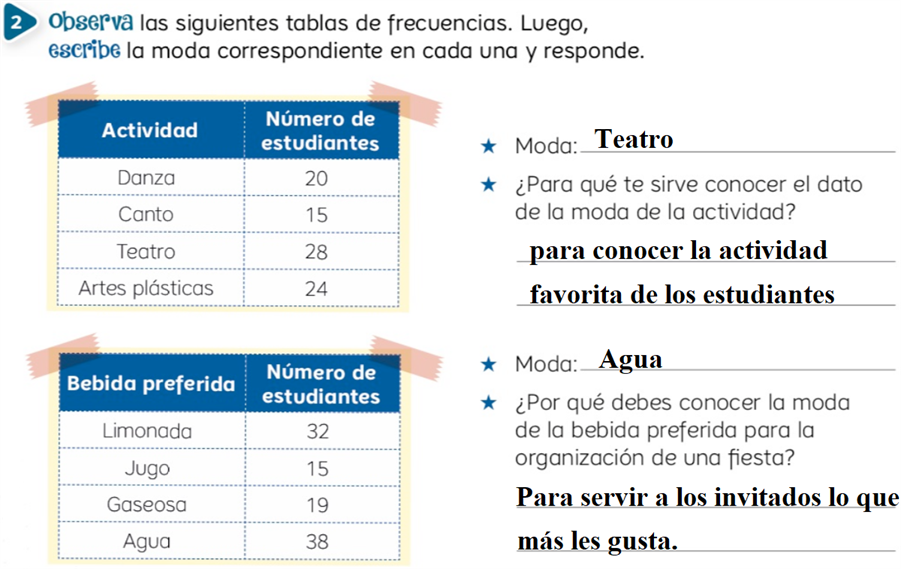 2 Observa las siguientes tablas de frecuencias. Luego,
escribe la moda correspondiente en cada una y responde.
Actividad Número de estudiantes
Danza 20
Canto 15
Teatro 28
Artes plásticas 24
★ Moda: Teatro
★ ¿Para qué te sirve conocer el dato
de la moda de la actividad?
para conocer la actividad
favorita de los estudiantes
Bebida preferida Número de estudiantes
Limonada 32
Jugo 15
Gaseosa 19
Agua 38
★ Moda: Agua
★ ¿Por qué debes conocer la moda
de la bebida preferida para la
organización de una fiesta?
Para servir a los invitados lo que
más les gusta.